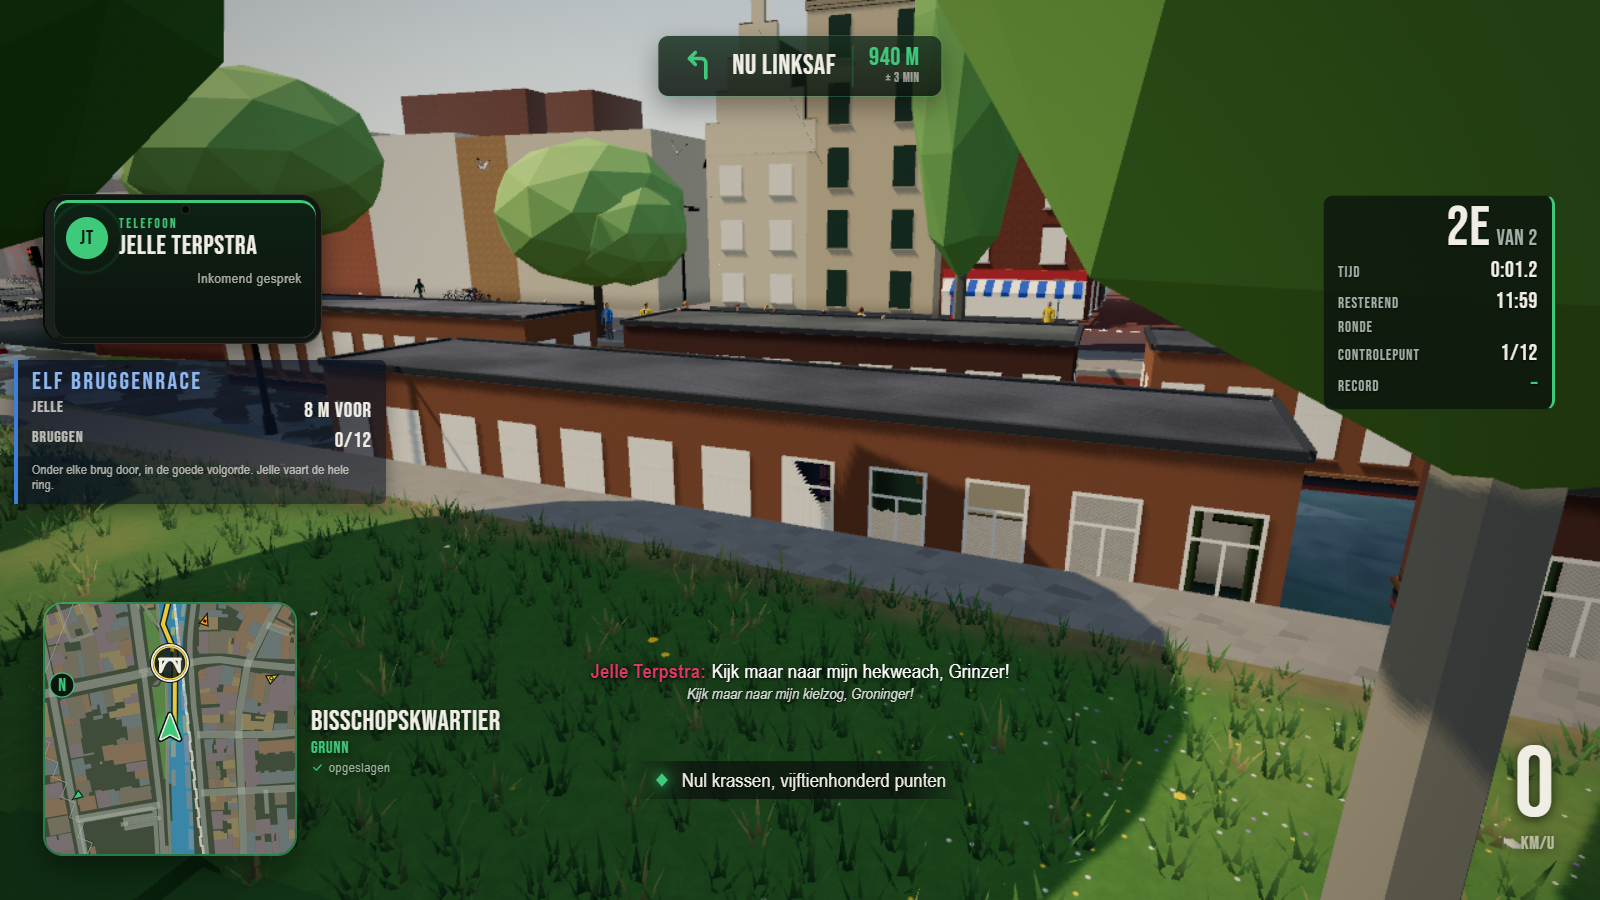 NU LINKSAF
940 M
± 3 MIN
JT
TELEFOON
JELLE TERPSTRA
Inkomend gesprek
2E VAN 2
TIJD 0:01.2
RESTEREND 11:59
RONDE
CONTROLEPUNT 1/12
RECORD -
ELF BRUGGENRACE
JELLE 8 M VOOR
BRUGGEN 0/12
Onder elke brug door, in de goede volgorde. Jelle vaart de hele
ring.
N
BISSCHOPSKWARTIER
GRUNN
opgeslagen
Jelle Terpstra: Kijk maar naar mijn hekweach, Grinzer!
Kijk maar naar mijn kielzog, Groninger!
Nul krassen, vijftienhonderd punten
0
KM/U